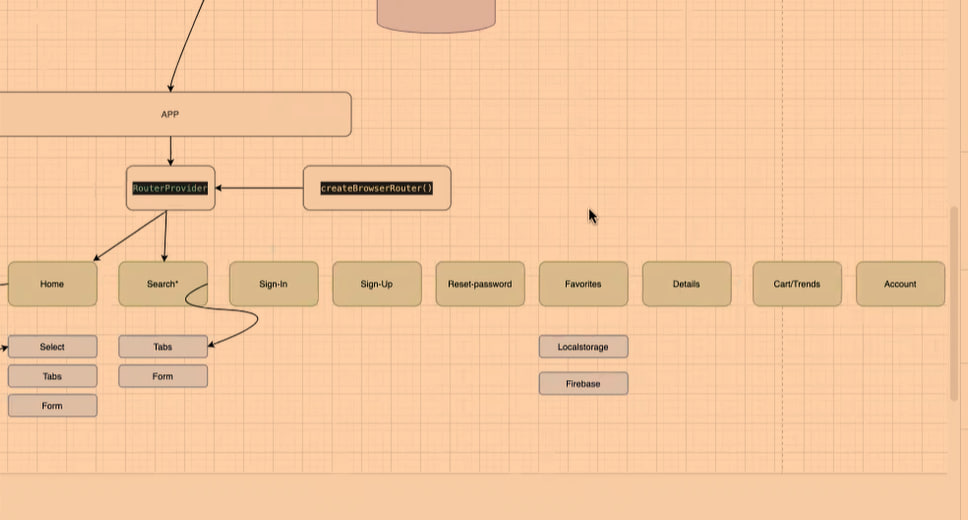 APP
RouterProvider
createBrowserRouter()
Home
Search*
Sign-In
Sign-Up
Reset-password
Favorites
Details
Cart/Trends
Account
Select
Tabs
Localstorage
Tabs
Form
Firebase
Form